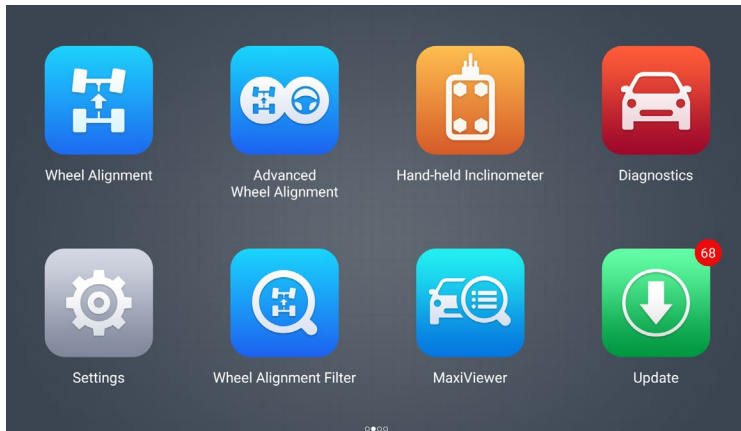 Wheel Alignment
Advanced
Wheel Alignment
Hand-held Inclinometer
Diagnostics
68
Settings
Wheel Alignment Filter
MaxiViewer
Update